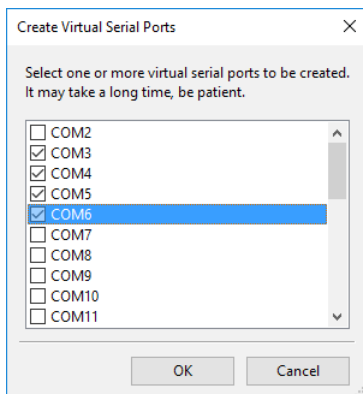 Create Virtual Serial Ports
Select one or more virtual serial ports to be created.
It may take a long time, be patient.
COM2
COM3
COM4
COM5
COM6
COM7
COM8
COM9
COM10
COM11
OK
Cancel